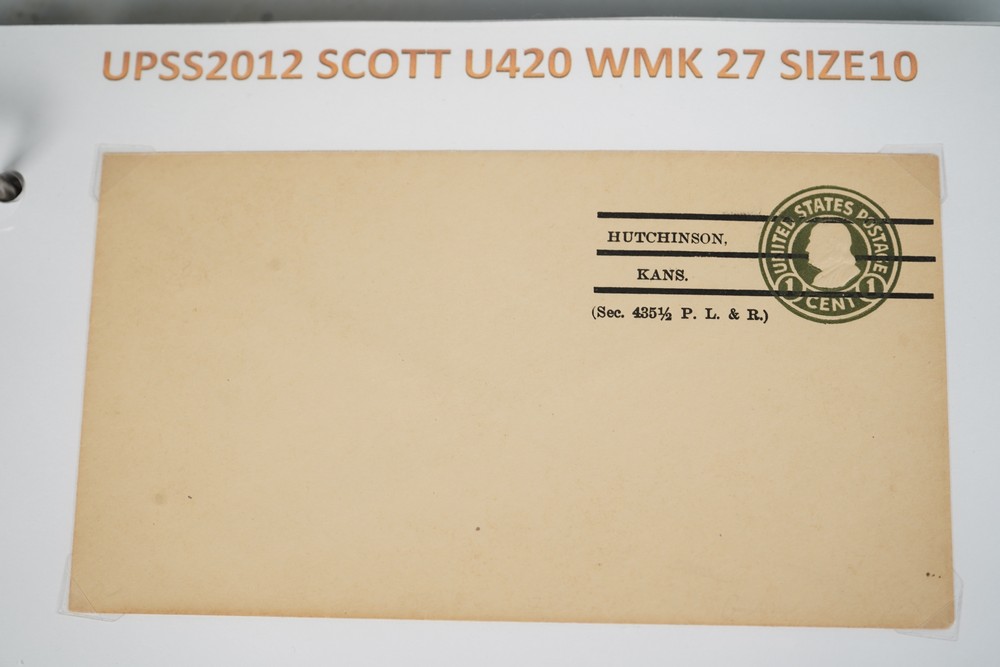 UPSS2012 SCOTT U420 WMK 27 SIZE10
HUTCHINSON,
KANS.
(Sec. 435½ P. L. & R.)
UNITED STATES POSTAGE
1 CENT 1